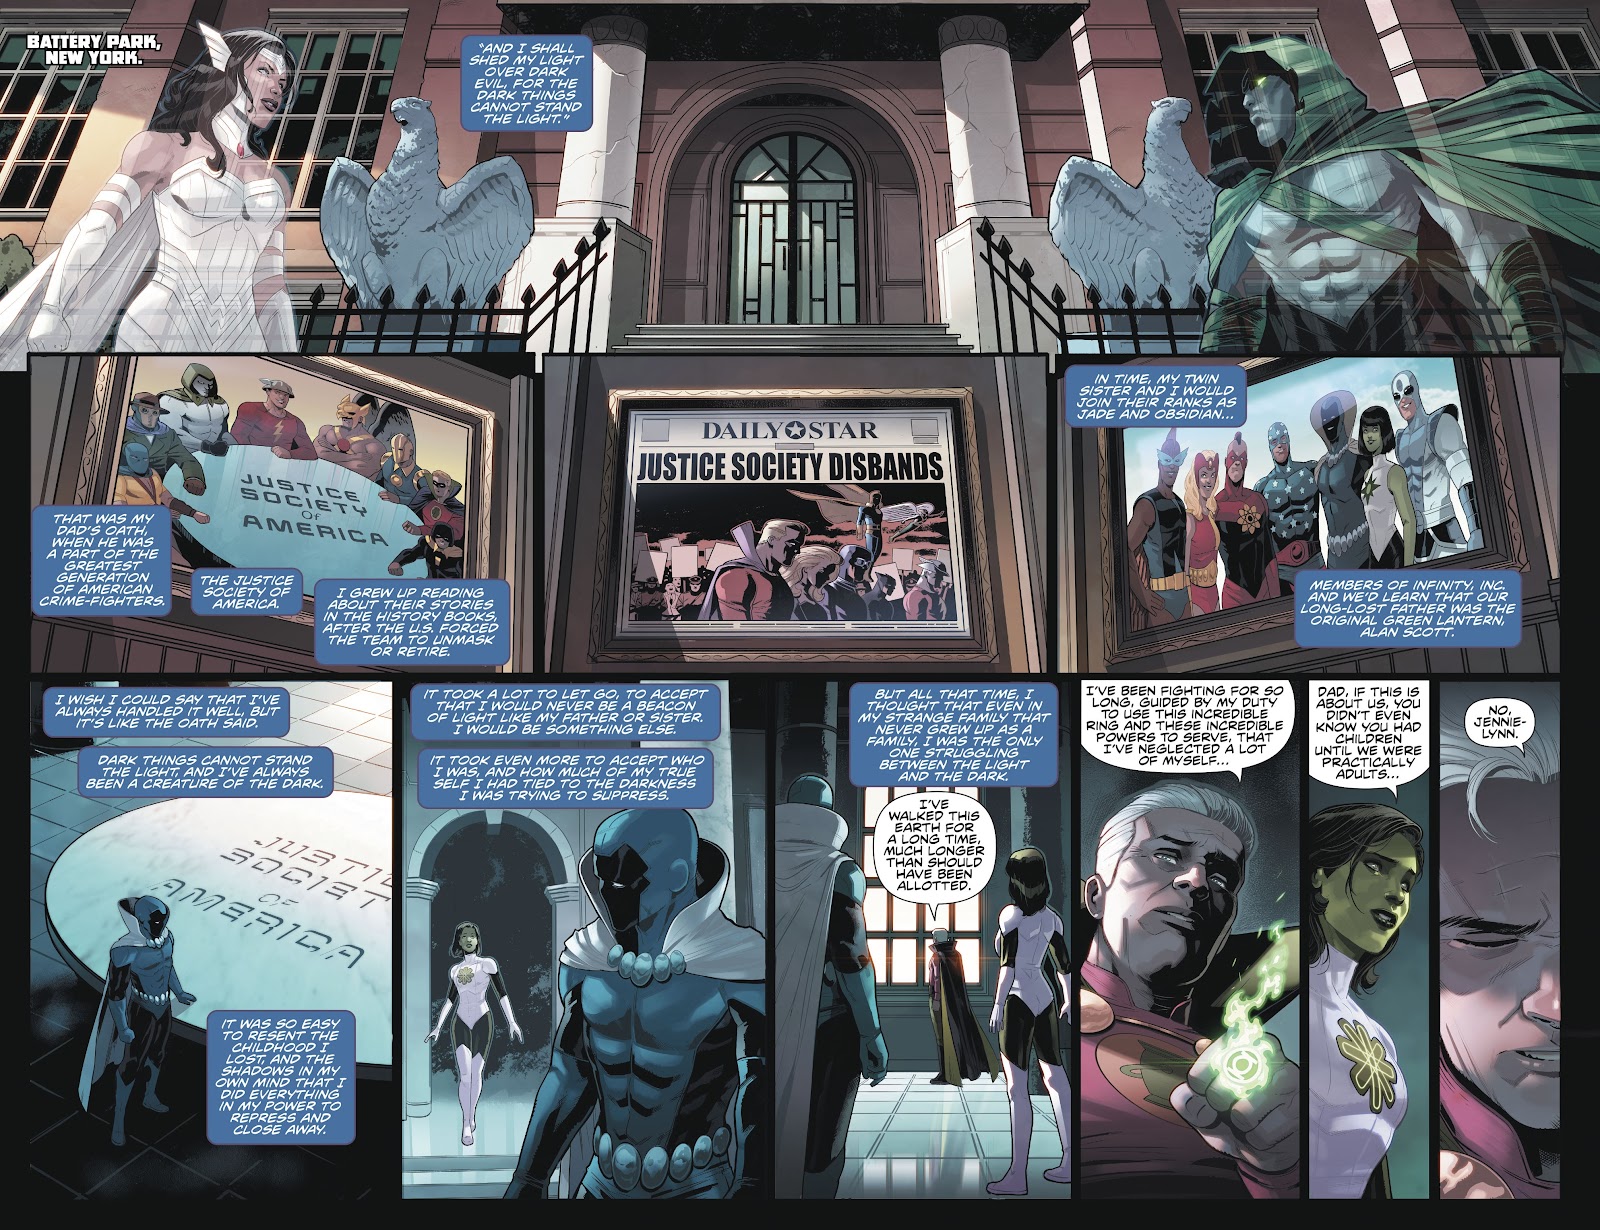 BATTERY PARK,
NEW YORK.
"AND I SHALL
SHED MY LIGHT
OVER DARK
EVIL, FOR THE
DARK THINGS
CANNOT STAND
THE LIGHT."
JUSTICE
SOCIETY
OF
AMERICA
THAT WAS MY
DAD'S OATH,
WHEN HE WAS
A PART OF THE
GREATEST
GENERATION
OF AMERICAN
CRIME-FIGHTERS.
THE JUSTICE
SOCIETY OF
AMERICA.
I GREW UP READING
ABOUT THEIR STORIES
IN THE HISTORY BOOKS,
AFTER THE U.S. FORCED
THE TEAM TO UNMASK
OR RETIRE.
DAILY STAR
JUSTICE SOCIETY DISBANDS
IN TIME, MY TWIN
SISTER AND I WOULD
JOIN THEIR RANKS AS
JADE AND OBSIDIAN...
MEMBERS OF INFINITY, INC.
AND WE'D LEARN THAT OUR
LONG-LOST FATHER WAS THE
ORIGINAL GREEN LANTERN,
ALAN SCOTT.
I WISH I COULD SAY THAT I'VE
ALWAYS HANDLED IT WELL, BUT
IT'S LIKE THE OATH SAID.
DARK THINGS CANNOT STAND
THE LIGHT, AND I'VE ALWAYS
BEEN A CREATURE OF THE DARK.
JUSTIC
SOCIET
OF
AMERICA
IT WAS SO EASY
TO RESENT THE
CHILDHOOD I
LOST, AND THE
SHADOWS IN MY
OWN MIND THAT I
DID EVERYTHING
IN MY POWER TO
REPRESS AND
CLOSE AWAY.
IT TOOK A LOT TO LET GO, TO ACCEPT
THAT I WOULD NEVER BE A BEACON
OF LIGHT LIKE MY FATHER OR SISTER.
I WOULD BE SOMETHING ELSE.
IT TOOK EVEN MORE TO ACCEPT WHO
I WAS, AND HOW MUCH OF MY TRUE
SELF I HAD TIED TO THE DARKNESS
I WAS TRYING TO SUPPRESS.
BUT ALL THAT TIME, I
THOUGHT THAT EVEN IN
MY STRANGE FAMILY THAT
NEVER GREW UP AS A
FAMILY, I WAS THE ONLY
ONE STRUGGLING
BETWEEN THE LIGHT
AND THE DARK.
I'VE
WALKED THIS
EARTH FOR
A LONG TIME,
MUCH LONGER
THAN SHOULD
HAVE BEEN
ALLOTTED.
I'VE BEEN FIGHTING FOR SO
LONG, GUIDED BY MY DUTY
TO USE THIS INCREDIBLE
RING AND THESE INCREDIBLE
POWERS TO SERVE, THAT
I'VE NEGLECTED A LOT
OF MYSELF...
DAD, IF THIS IS
ABOUT US, YOU
DIDN'T EVEN
KNOW YOU HAD
CHILDREN
UNTIL WE WERE
PRACTICALLY
ADULTS...
NO,
JENNIE-
LYNN.